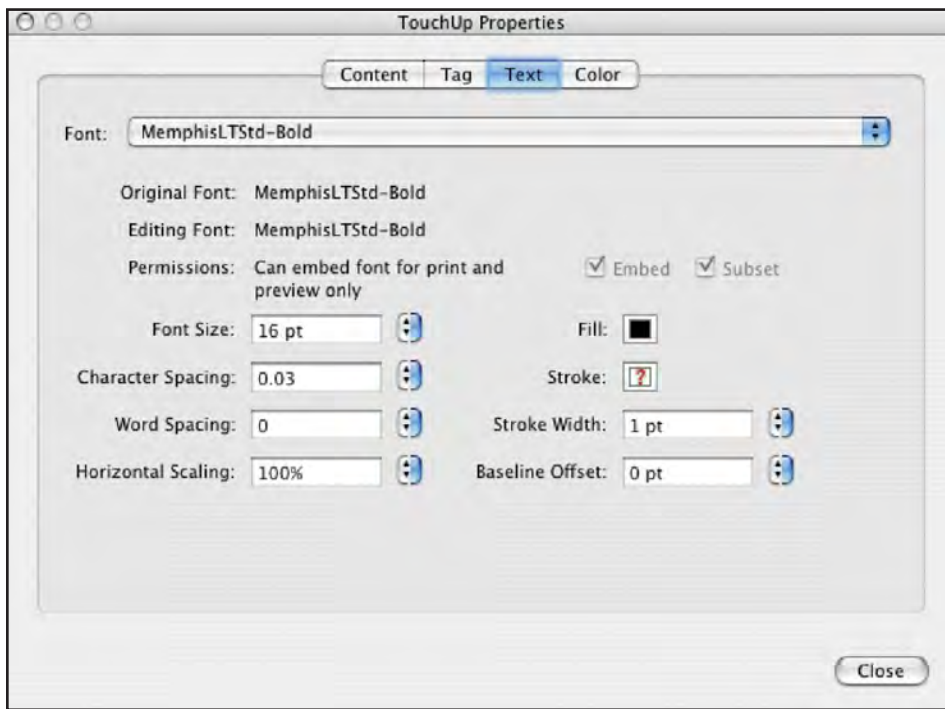 TouchUp Properties
Content Tag Text Color
Font: MemphisLTStd-Bold
Original Font: MemphisLTStd-Bold
Editing Font: MemphisLTStd-Bold
Permissions: Can embed font for print and preview only
Embed Subset
Font Size: 16 pt
Fill:
Character Spacing: 0.03
Stroke: ?
Word Spacing: 0
Stroke Width: 1 pt
Horizontal Scaling: 100%
Baseline Offset: 0 pt
Close